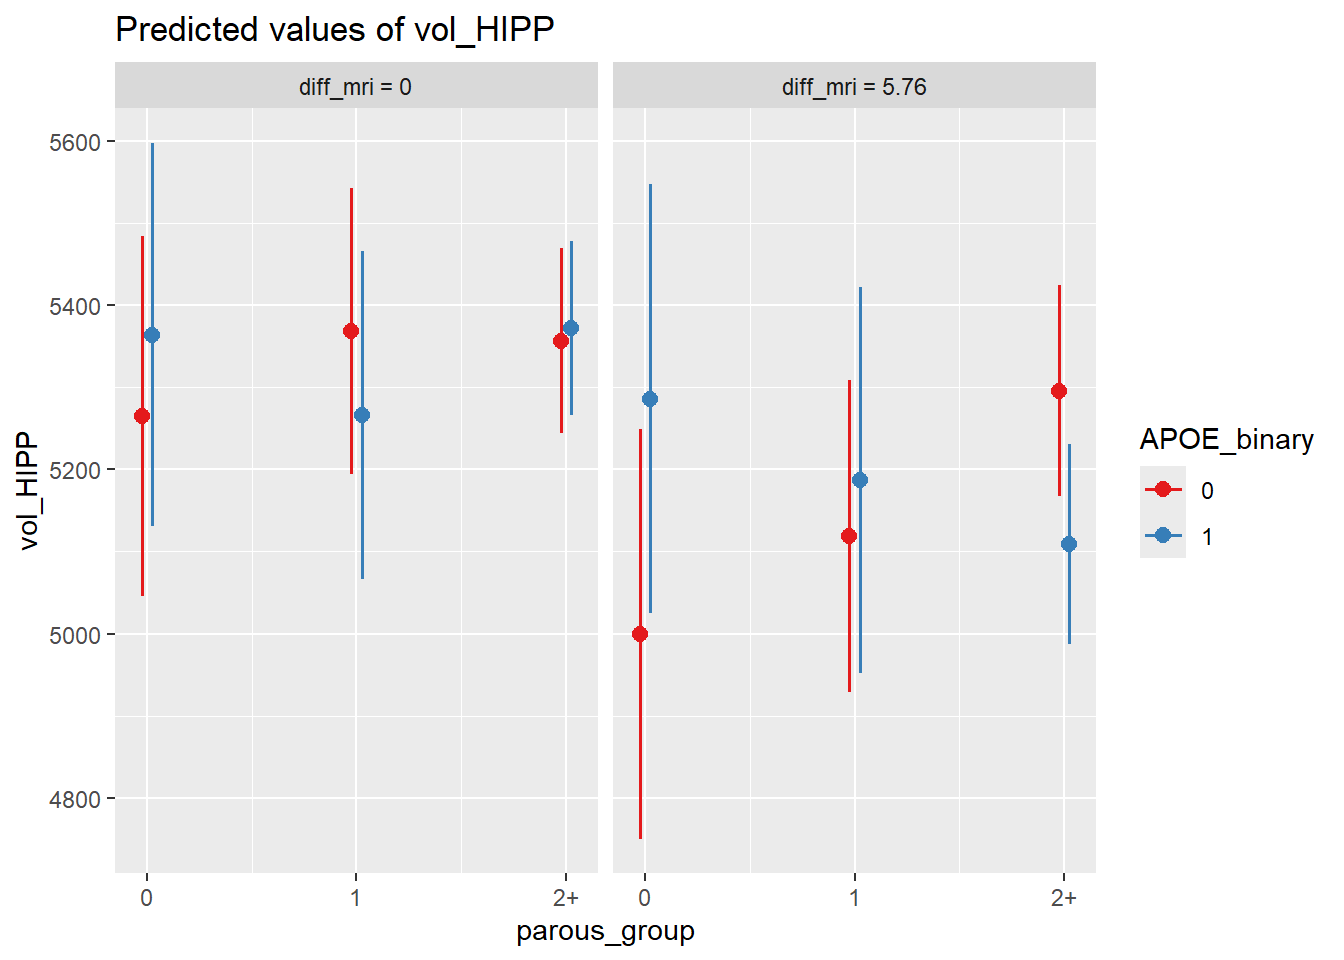 Predicted values of vol_HIPP
diff_mri = 0
diff_mri = 5.76
5600
5400
5200
5000
4800
vol_HIPP
0
1
2+
0
1
2+
parous_group
APOE_binary
0
1